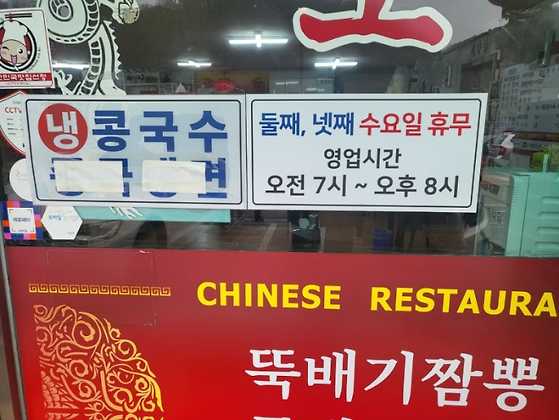 냉콩국수
둘째, 넷째 수요일 휴무
영업시간
오전 7시 ~ 오후 8시
CCTV
CHINESE RESTAURA
뚝배기짬뽕